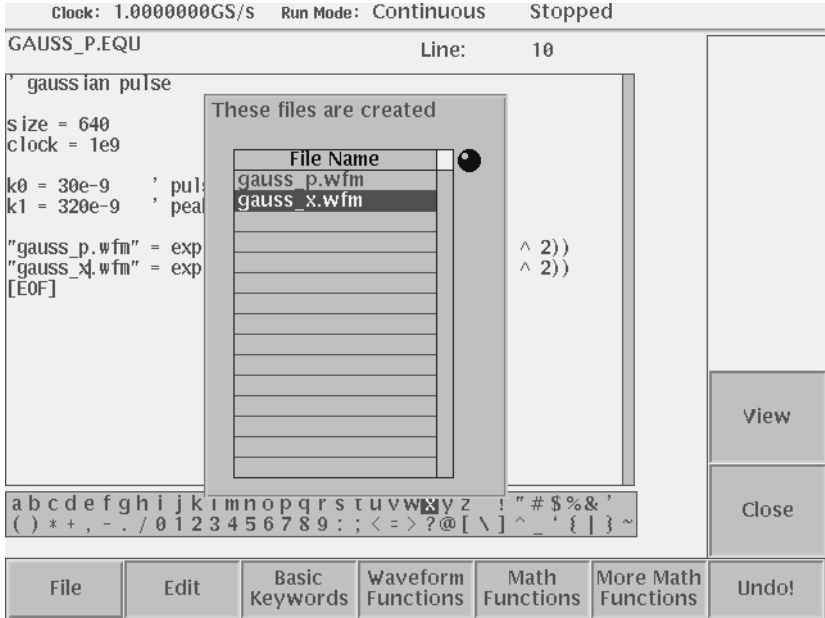 Clock: 1.0000000GS/s Run Mode: Continuous Stopped
GAUSS_P.EQU Line: 10
' gaussian pulse
size = 640
clock = 1e9
k0 = 30e-9 ' puls
k1 = 320e-9 ' peak
"gauss_p.wfm" = exp ^ 2))
"gauss_x.wfm" = exp ^ 2))
[EOF]
These files are created
File Name
gauss_p.wfm
gauss_x.wfm
View
Close
a b c d e f g h i j k l m n o p q r s t u v w x y z ! " # $ % & '
( ) * + , - . / 0 1 2 3 4 5 6 7 8 9 : ; < = > ? @ [ \ ] ^ _ ` { | } ~
File
Edit
Basic Keywords
Waveform Functions
Math Functions
More Math Functions
Undo!